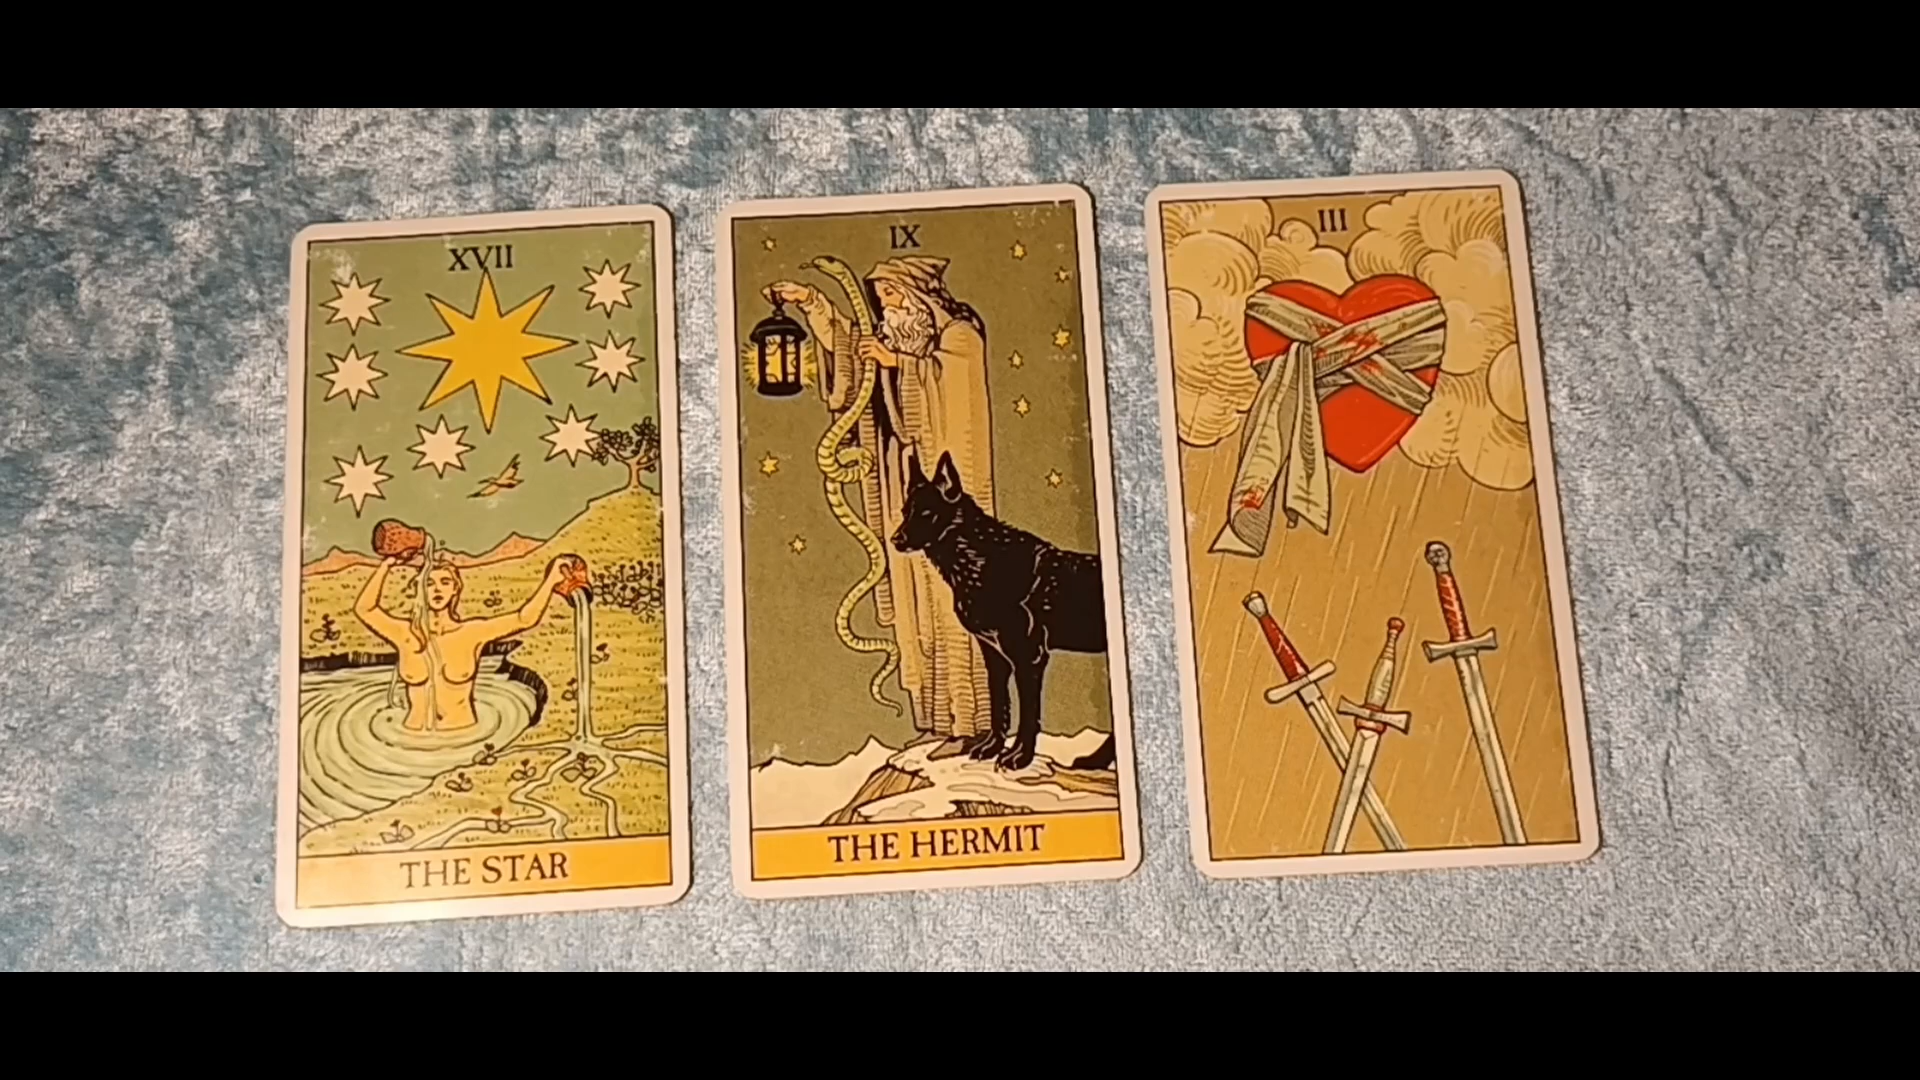 XVII
THE STAR
IX
THE HERMIT
III